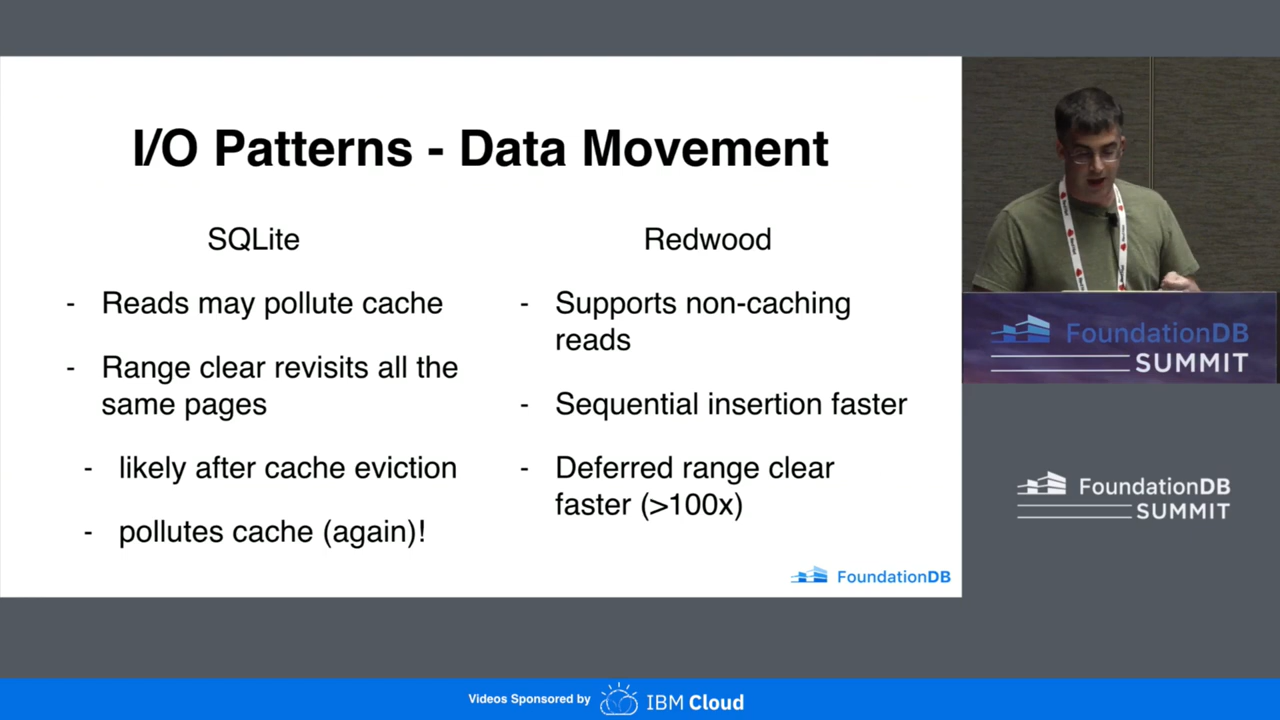 I/O Patterns - Data Movement
SQLite
- Reads may pollute cache
- Range clear revisits all the
same pages
- likely after cache eviction
- pollutes cache (again)!
Redwood
- Supports non-caching
reads
- Sequential insertion faster
- Deferred range clear
faster (>100x)
FoundationDB
FoundationDB
SUMMIT
FoundationDB
SUMMIT
Videos Sponsored by IBM Cloud